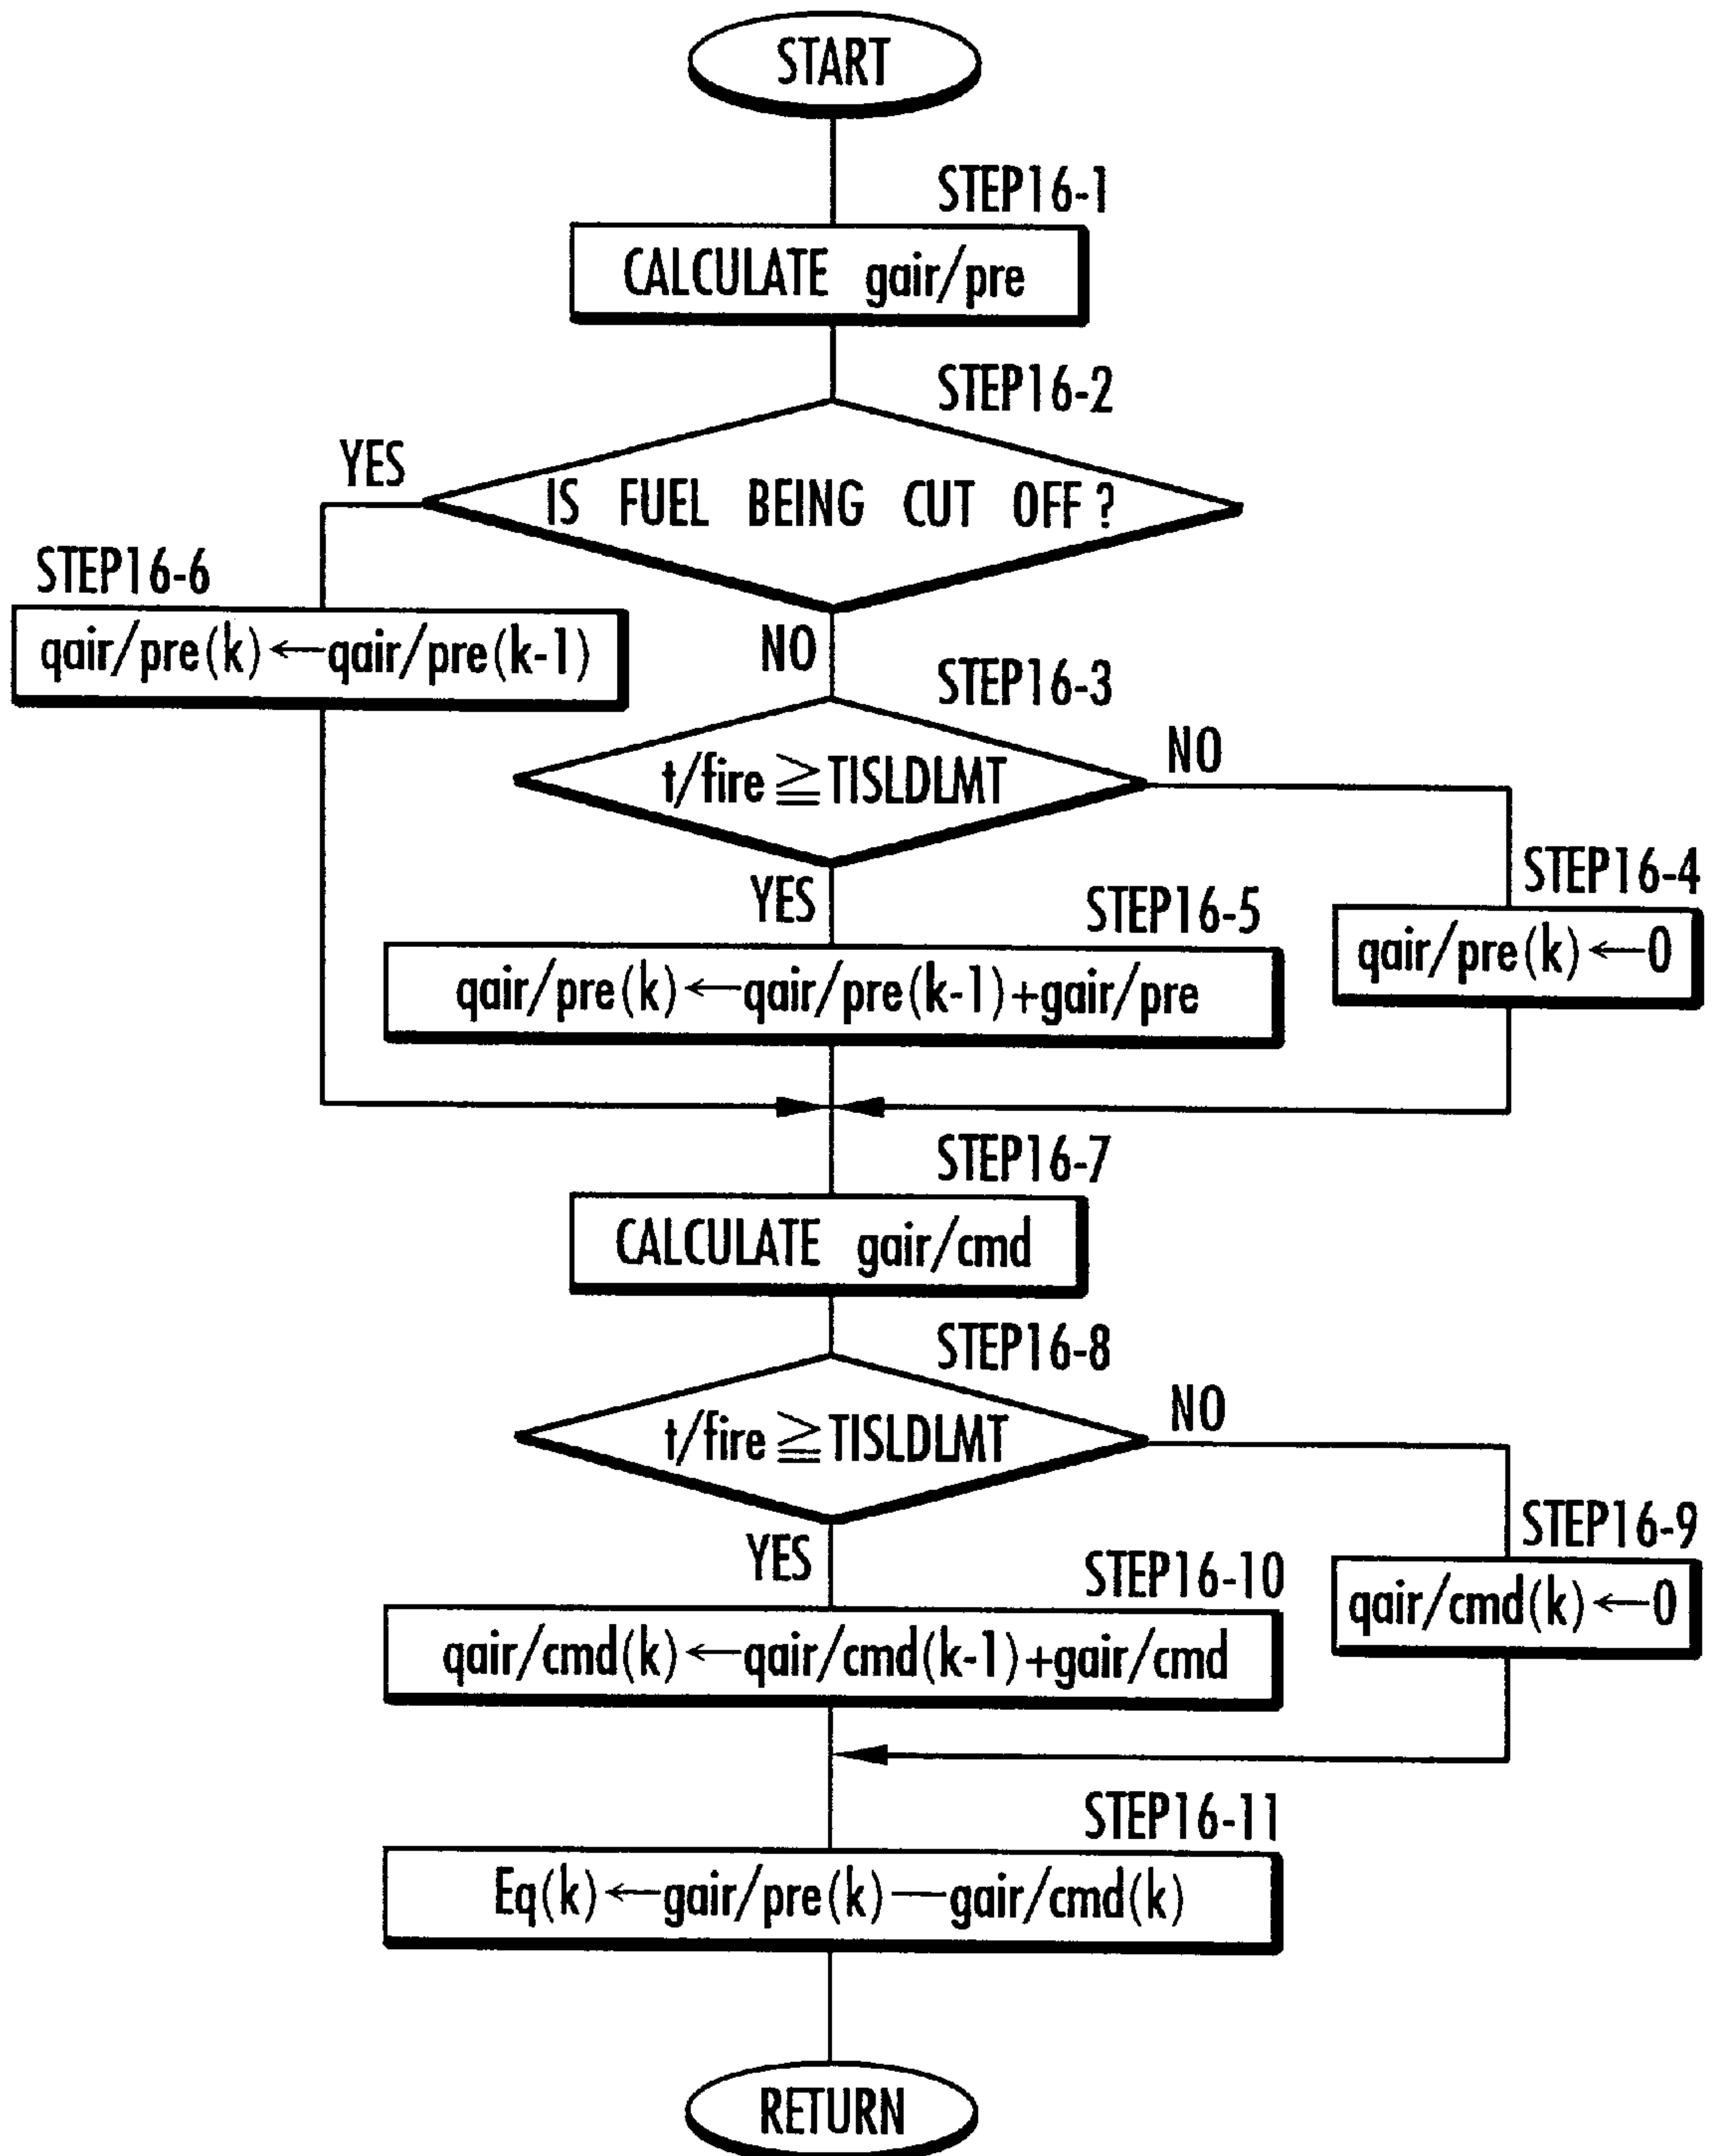 START
STEP16-1
CALCULATE gair/pre
STEP16-2
YES
IS FUEL BEING CUT OFF?
STEP16-6
qair/pre(k)←qair/pre(k-1)
NO
STEP16-3
t/fire≧TISLDLMT
NO
YES
STEP16-4
qair/pre(k)←0
STEP16-5
qair/pre(k)←qair/pre(k-1)+gair/pre
STEP16-7
CALCULATE gair/cmd
STEP16-8
t/fire≧TISLDLMT
NO
YES
STEP16-9
qair/cmd(k)←0
STEP16-10
qair/cmd(k)←qair/cmd(k-1)+gair/cmd
STEP16-11
Eq(k)←gair/pre(k)—gair/cmd(k)
RETURN